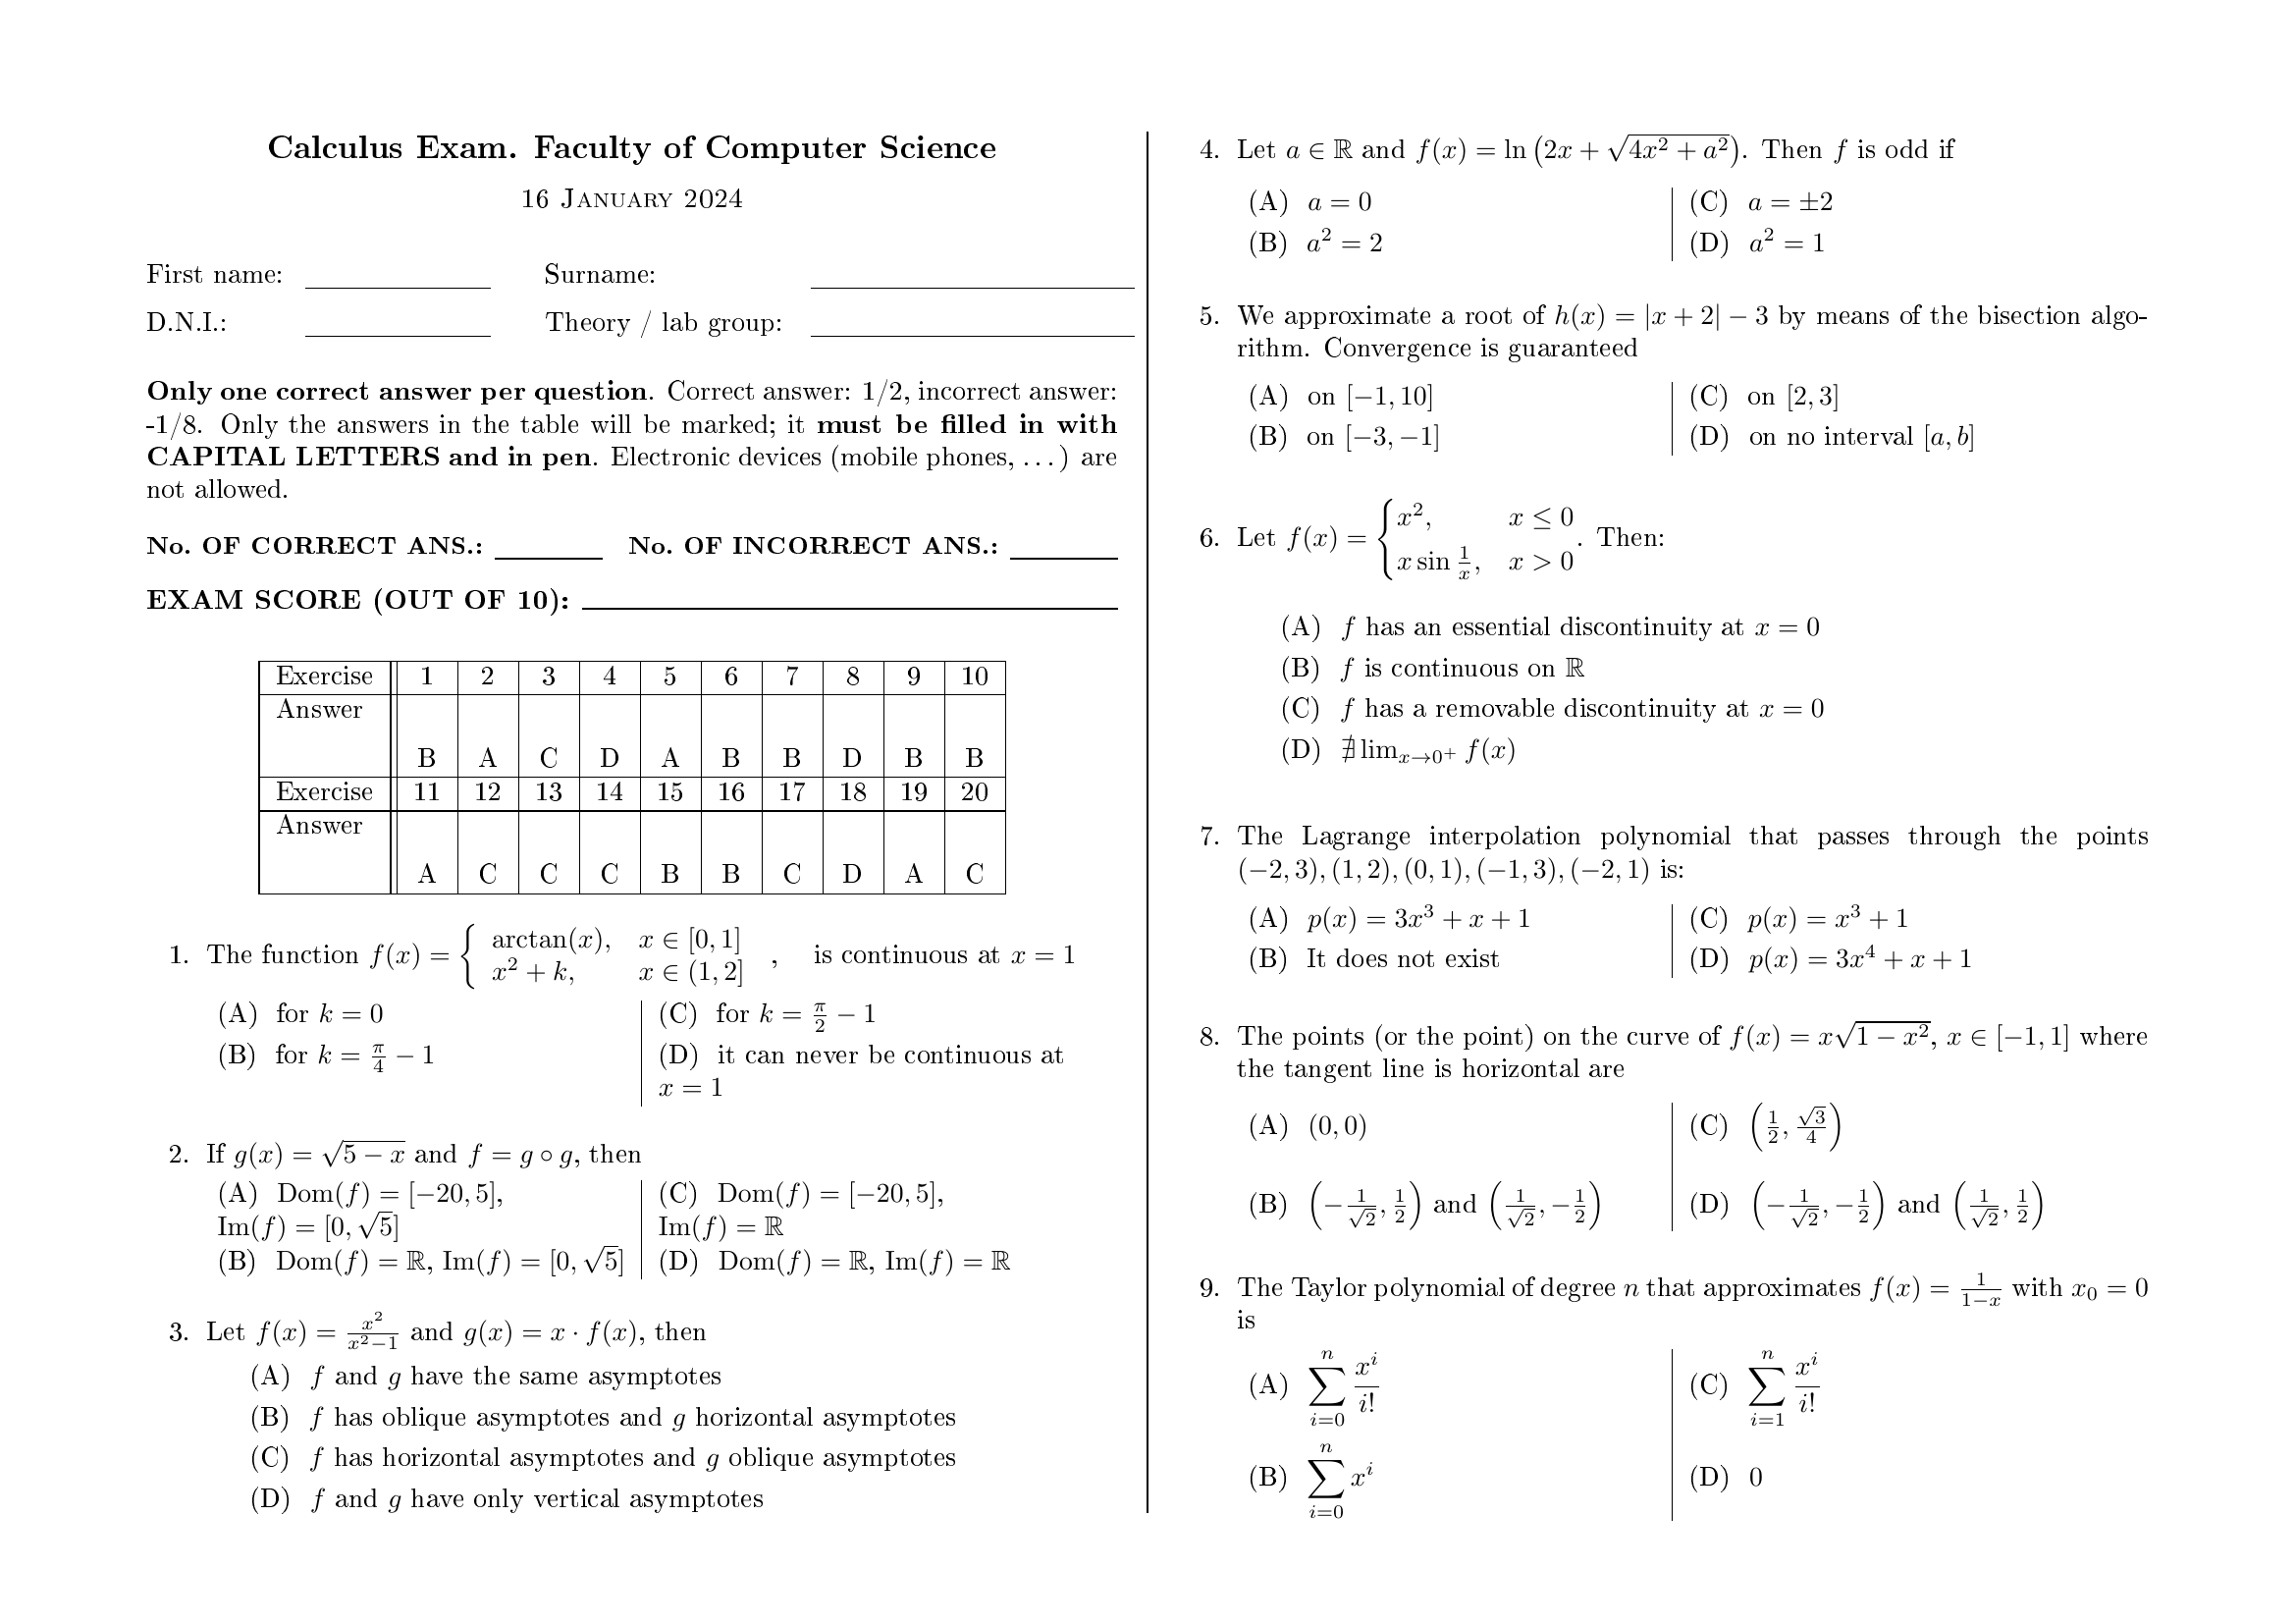 Calculus Exam. Faculty of Computer Science
16 January 2024
First name: Surname:
D.N.I.: Theory / lab group:
Only one correct answer per question. Correct answer: 1/2, incorrect answer:
-1/8. Only the answers in the table will be marked; it must be filled in with
CAPITAL LETTERS and in pen. Electronic devices (mobile phones, …) are
not allowed.
No. OF CORRECT ANS.: No. OF INCORRECT ANS.:
EXAM SCORE (OUT OF 10):
Exercise 1 2 3 4 5 6 7 8 9 10
Answer
B A C D A B B D B B
Exercise 11 12 13 14 15 16 17 18 19 20
Answer
A C C C B B C D A C
1. The function f(x) = { arctan(x), x ∈ [0, 1]
x² + k, x ∈ (1, 2] , is continuous at x = 1
(A) for k = 0
(B) for k = π/4 − 1
(C) for k = π/2 − 1
(D) it can never be continuous at
x = 1
2. If g(x) = √(5 − x) and f = g ∘ g, then
(A) Dom(f) = [−20, 5],
Im(f) = [0, √5]
(B) Dom(f) = ℝ, Im(f) = [0, √5]
(C) Dom(f) = [−20, 5],
Im(f) = ℝ
(D) Dom(f) = ℝ, Im(f) = ℝ
3. Let f(x) = x²/(x²−1) and g(x) = x · f(x), then
(A) f and g have the same asymptotes
(B) f has oblique asymptotes and g horizontal asymptotes
(C) f has horizontal asymptotes and g oblique asymptotes
(D) f and g have only vertical asymptotes
4. Let a ∈ ℝ and f(x) = ln (2x + √(4x² + a²)). Then f is odd if
(A) a = 0
(B) a² = 2
(C) a = ±2
(D) a² = 1
5. We approximate a root of h(x) = |x + 2| − 3 by means of the bisection algo-
rithm. Convergence is guaranteed
(A) on [−1, 10]
(B) on [−3, −1]
(C) on [2, 3]
(D) on no interval [a, b]
6. Let f(x) = { x², x ≤ 0
x sin 1/x, x > 0 . Then:
(A) f has an essential discontinuity at x = 0
(B) f is continuous on ℝ
(C) f has a removable discontinuity at x = 0
(D) ∄ lim x→0⁺ f(x)
7. The Lagrange interpolation polynomial that passes through the points
(−2, 3), (1, 2), (0, 1), (−1, 3), (−2, 1) is:
(A) p(x) = 3x³ + x + 1
(B) It does not exist
(C) p(x) = x³ + 1
(D) p(x) = 3x⁴ + x + 1
8. The points (or the point) on the curve of f(x) = x√(1 − x²), x ∈ [−1, 1] where
the tangent line is horizontal are
(A) (0, 0)
(B) (−1/√2, 1/2) and (1/√2, −1/2)
(C) (1/2, √3/4)
(D) (−1/√2, −1/2) and (1/√2, 1/2)
9. The Taylor polynomial of degree n that approximates f(x) = 1/(1−x) with x₀ = 0
is
(A) ∑ i=0 n xⁱ/i!
(B) ∑ i=0 n xⁱ
(C) ∑ i=1 n xⁱ/i!
(D) 0